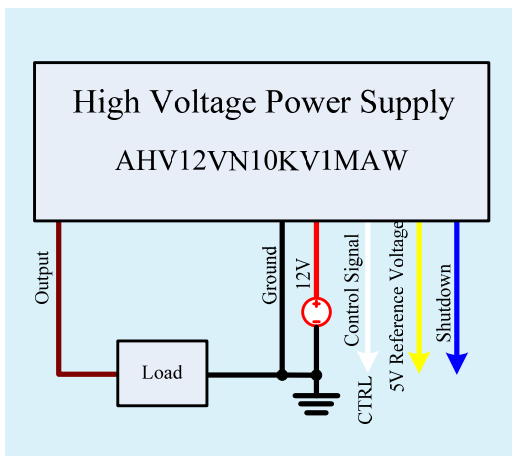 High Voltage Power Supply
AHV12VN10KV1MAW
Output
Ground
12V
Control Signal
5V Reference Voltage
Shutdown
Load
CTRL